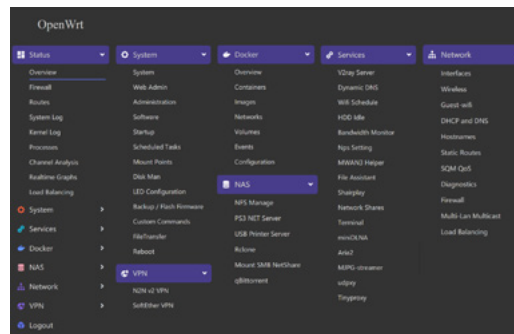 OpenWrt
Status
Overview
Firewall
Routes
System Log
Kernel Log
Processes
Channel Analysis
Realtime Graphs
Load Balancing
System
Services
Docker
NAS
Network
VPN
Logout
System
System
Web Admin
Administration
Software
Startup
Scheduled Tasks
Mount Points
Disk Man
LED Configuration
Backup / Flash Firmware
Custom Commands
FileTransfer
Reboot
VPN
N2N v2 VPN
SoftEther VPN
Docker
Overview
Containers
Images
Networks
Volumes
Events
Configuration
NAS
NFS Manage
PS3 NET Server
USB Printer Server
Rclone
Mount SMB NetShare
qBittorrent
Services
V2ray Server
Dynamic DNS
Wifi Schedule
HDD Idle
Bandwidth Monitor
Nps Setting
MWAN3 Helper
File Assistant
Shairplay
Network Shares
Terminal
miniDLNA
Aria2
MJPG-streamer
udpxy
Tinyproxy
Network
Interfaces
Wireless
Guest-wifi
DHCP and DNS
Hostnames
Static Routes
SQM QoS
Diagnostics
Firewall
Multi-Lan Multicast
Load Balancing